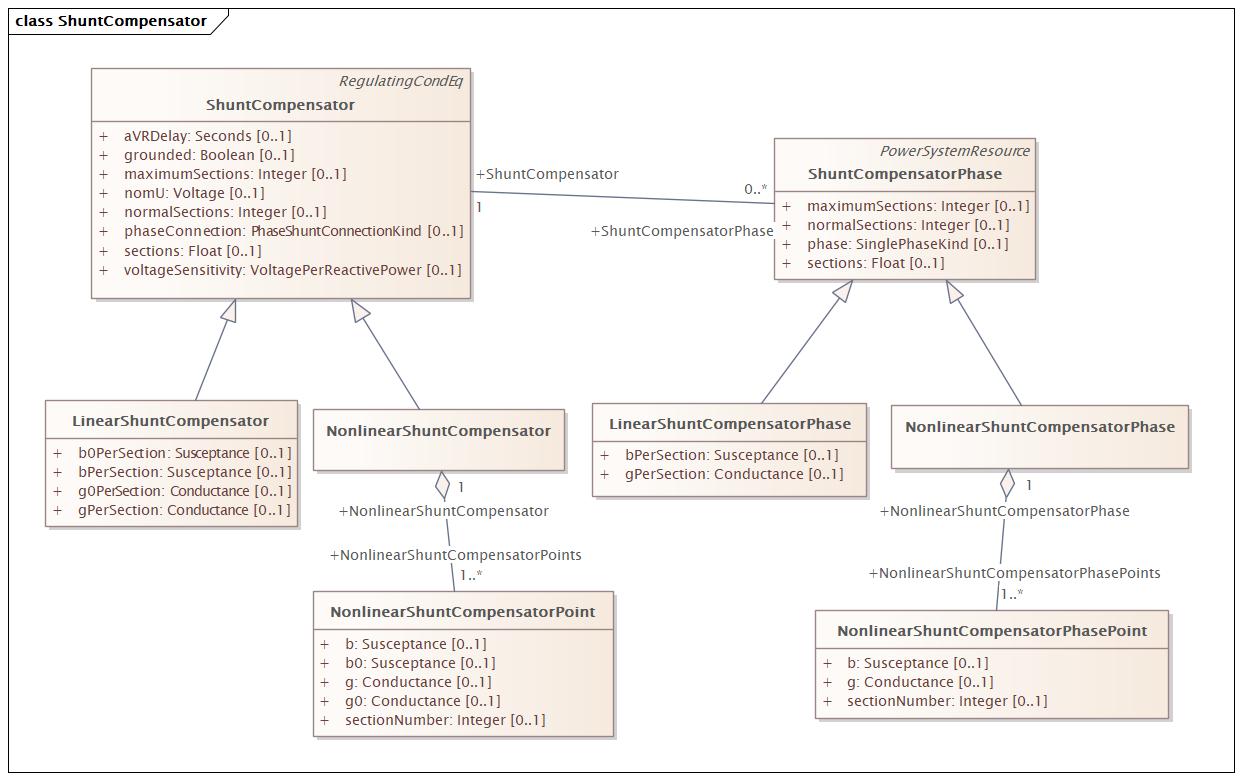 class ShuntCompensator
RegulatingCondEq
ShuntCompensator
+ aVRDelay: Seconds [0..1]
+ grounded: Boolean [0..1]
+ maximumSections: Integer [0..1]
+ nomU: Voltage [0..1]
+ normalSections: Integer [0..1]
+ phaseConnection: PhaseShuntConnectionKind [0..1]
+ sections: Float [0..1]
+ voltageSensitivity: VoltagePerReactivePower [0..1]
+ShuntCompensator
1
0..*
+ShuntCompensatorPhase
PowerSystemResource
ShuntCompensatorPhase
+ maximumSections: Integer [0..1]
+ normalSections: Integer [0..1]
+ phase: SinglePhaseKind [0..1]
+ sections: Float [0..1]
LinearShuntCompensator
+ b0PerSection: Susceptance [0..1]
+ bPerSection: Susceptance [0..1]
+ g0PerSection: Conductance [0..1]
+ gPerSection: Conductance [0..1]
NonlinearShuntCompensator
LinearShuntCompensatorPhase
+ bPerSection: Susceptance [0..1]
+ gPerSection: Conductance [0..1]
NonlinearShuntCompensatorPhase
1
+NonlinearShuntCompensator
+NonlinearShuntCompensatorPoints
1..*
NonlinearShuntCompensatorPoint
+ b: Susceptance [0..1]
+ b0: Susceptance [0..1]
+ g: Conductance [0..1]
+ g0: Conductance [0..1]
+ sectionNumber: Integer [0..1]
1
+NonlinearShuntCompensatorPhase
+NonlinearShuntCompensatorPhasePoints
1..*
NonlinearShuntCompensatorPhasePoint
+ b: Susceptance [0..1]
+ g: Conductance [0..1]
+ sectionNumber: Integer [0..1]